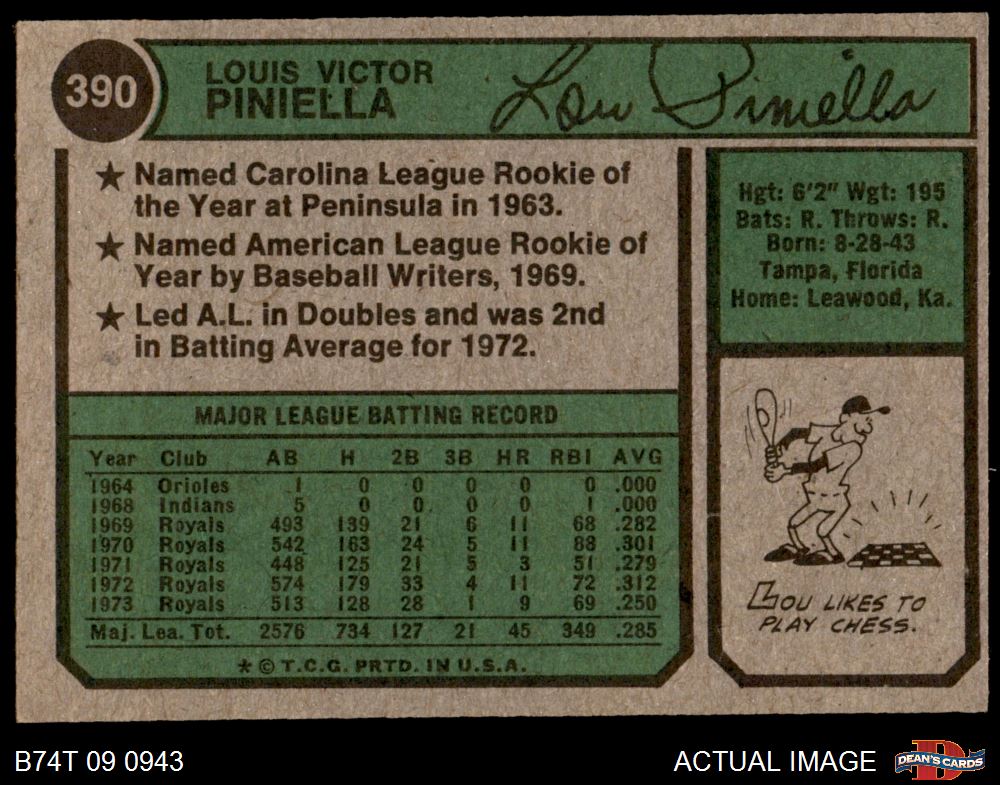 390
LOUIS VICTOR
PINIELLA
Lou Piniella
★ Named Carolina League Rookie of
the Year at Peninsula in 1963.
★ Named American League Rookie of
Year by Baseball Writers, 1969.
★ Led A.L. in Doubles and was 2nd
in Batting Average for 1972.
Hgt: 6'2" Wgt: 195
Bats: R. Throws: R.
Born: 8-28-43
Tampa, Florida
Home: Leawood, Ka.
MAJOR LEAGUE BATTING RECORD
Year Club AB H 2B 3B HR RBI AVG
1964 Orioles 1 0 0 0 0 0 .000
1968 Indians 5 0 0 0 0 1 .000
1969 Royals 493 139 21 6 11 68 .282
1970 Royals 542 163 24 5 11 88 .301
1971 Royals 448 125 21 5 3 51 .279
1972 Royals 574 179 33 4 11 72 .312
1973 Royals 513 128 28 1 9 69 .250
Maj. Lea. Tot. 2576 734 127 21 45 349 .285
★ © T.C.G. PRTD. IN U.S.A.
LOU LIKES TO
PLAY CHESS.
B74T 09 0943
ACTUAL IMAGE
D
DEAN'S CARDS